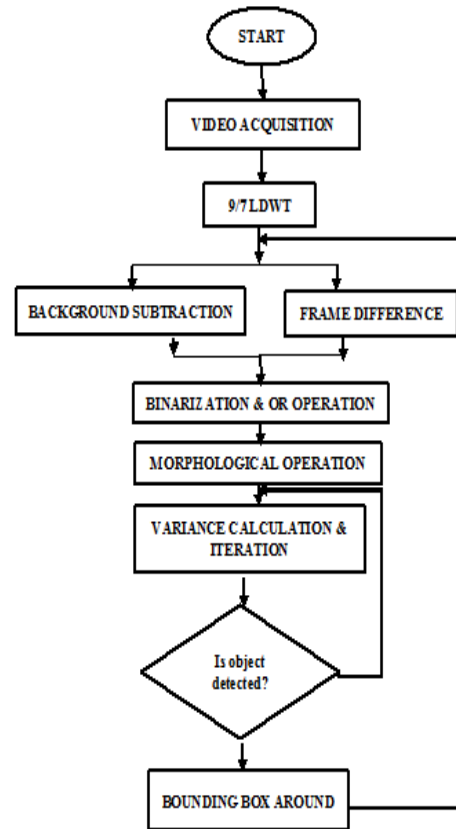 START
VIDEO ACQUISITION
9/7 LDWT
BACKGROUND SUBTRACTION
FRAME DIFFERENCE
BINARIZATION & OR OPERATION
MORPHOLOGICAL OPERATION
VARIANCE CALCULATION &
ITERATION
Is object
detected?
BOUNDING BOX AROUND